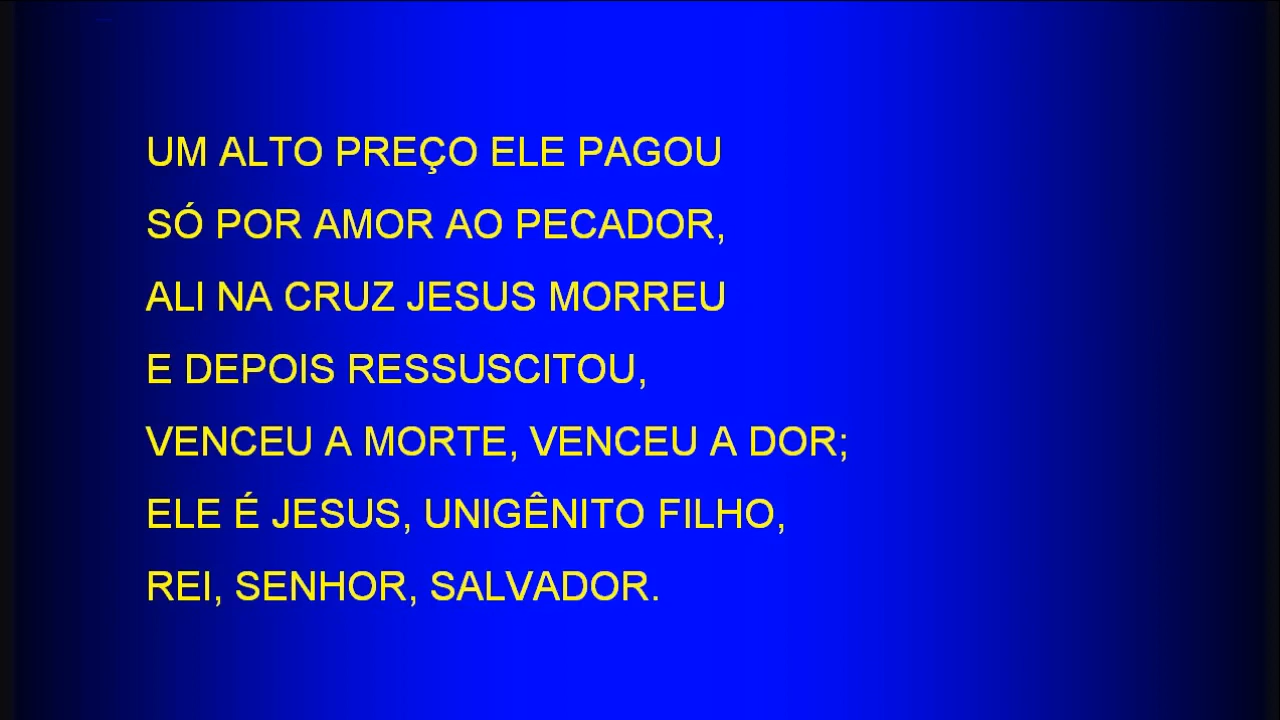 UM ALTO PREÇO ELE PAGOU
SÓ POR AMOR AO PECADOR,
ALI NA CRUZ JESUS MORREU
E DEPOIS RESSUSCITOU,
VENCEU A MORTE, VENCEU A DOR;
ELE É JESUS, UNIGÊNITO FILHO,
REI, SENHOR, SALVADOR.